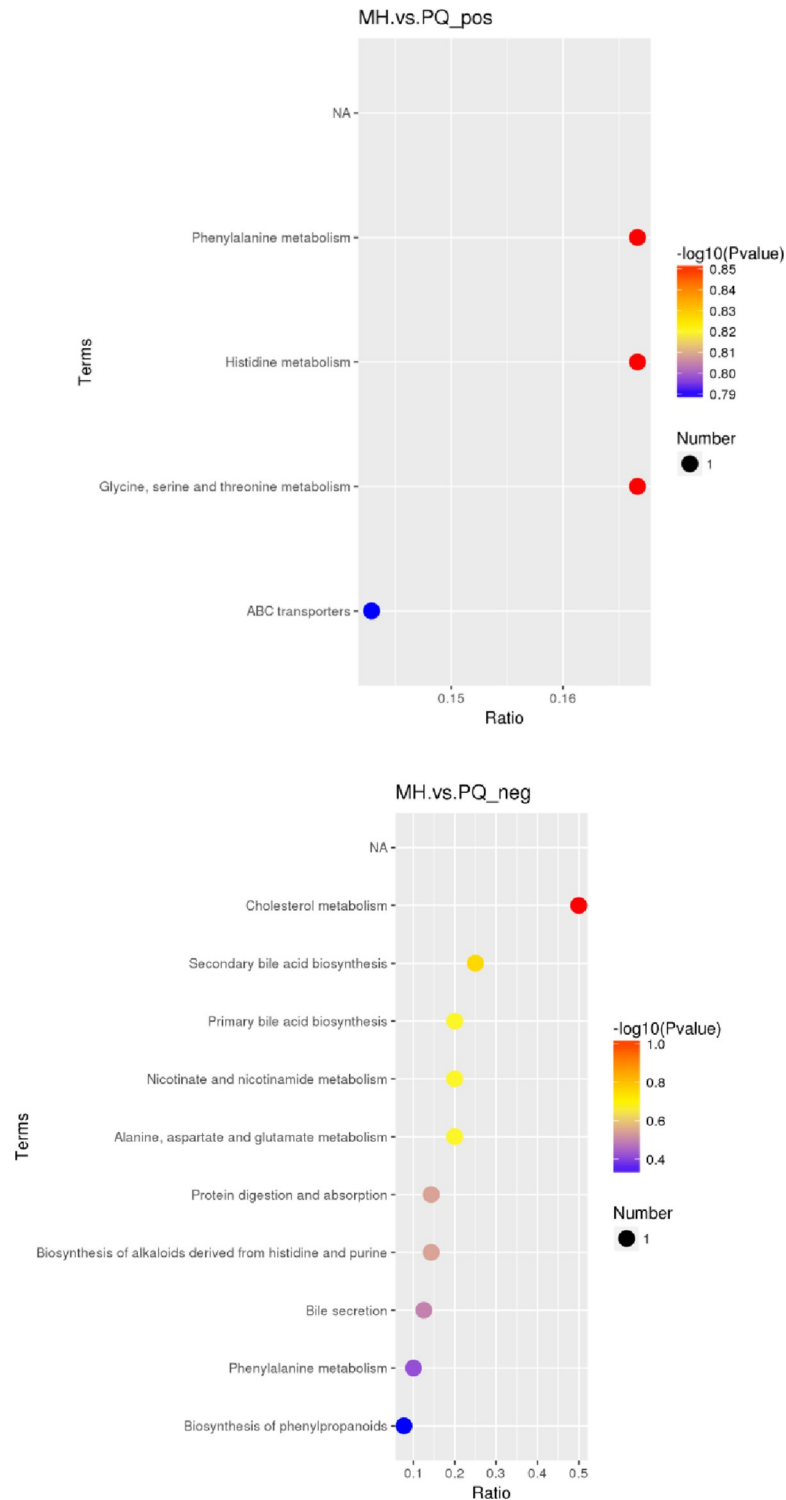 MH.vs.PQ_pos
NA
Phenylalanine metabolism
Histidine metabolism
Glycine, serine and threonine metabolism
ABC transporters
Terms
0.15 0.16
Ratio
-log10(Pvalue)
0.85
0.84
0.83
0.82
0.81
0.80
0.79
Number
1
MH.vs.PQ_neg
NA
Cholesterol metabolism
Secondary bile acid biosynthesis
Primary bile acid biosynthesis
Nicotinate and nicotinamide metabolism
Alanine, aspartate and glutamate metabolism
Protein digestion and absorption
Biosynthesis of alkaloids derived from histidine and purine
Bile secretion
Phenylalanine metabolism
Biosynthesis of phenylpropanoids
Terms
0.1 0.2 0.3 0.4 0.5
Ratio
-log10(Pvalue)
1.0
0.8
0.6
0.4
Number
1